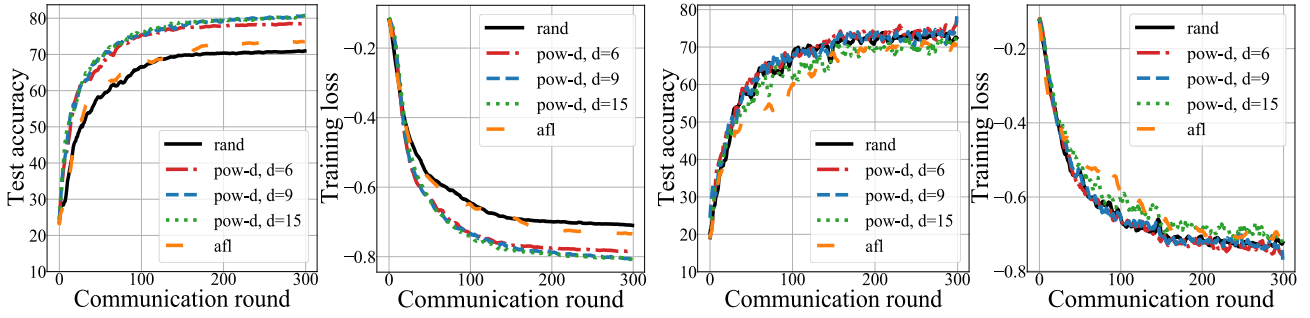 Test accuracy
80
70
60
50
40
30
20
10
0
100
200
300
Communication round
rand
pow-d, d=6
pow-d, d=9
pow-d, d=15
afl
Training loss
−0.2
−0.4
−0.6
−0.8
0
100
200
300
Communication round
rand
pow-d, d=6
pow-d, d=9
pow-d, d=15
afl
Test accuracy
80
70
60
50
40
30
20
10
0
100
200
300
Communication round
rand
pow-d, d=6
pow-d, d=9
pow-d, d=15
afl
Training loss
−0.2
−0.4
−0.6
−0.8
0
100
200
300
Communication round
rand
pow-d, d=6
pow-d, d=9
pow-d, d=15
afl